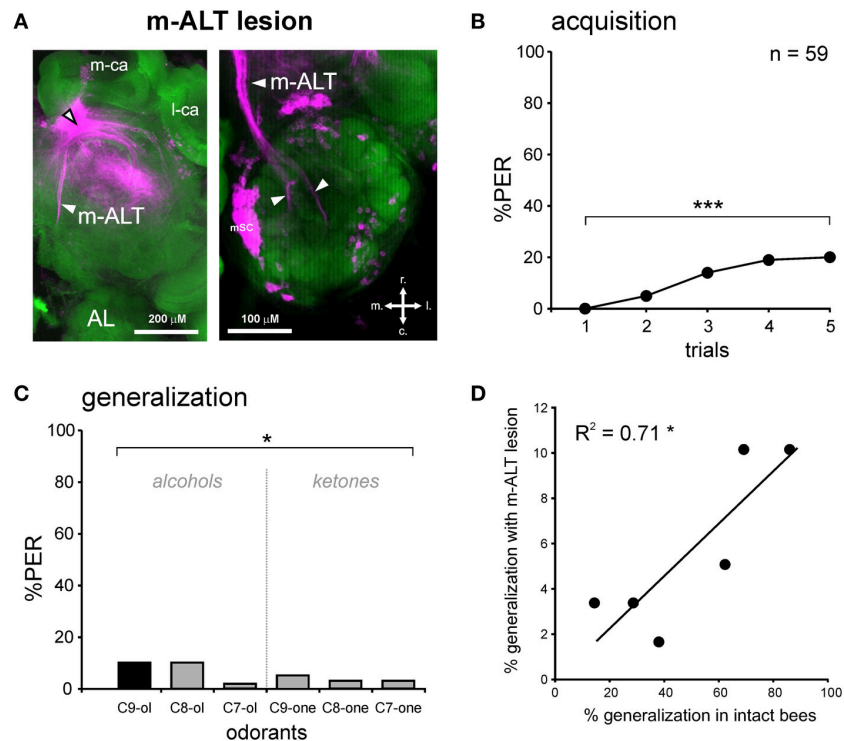 A
m-ALT lesion
m-ca
l-ca
m-ALT
AL
200 µM
m-ALT
mSC
r.
m.
l.
c.
100 µM
B
acquisition
n = 59
***
%PER
100
80
60
40
20
0
1 2 3 4 5
trials
C
generalization
*
alcohols
ketones
%PER
100
80
60
40
20
0
C9-ol C8-ol C7-ol C9-one C8-one C7-one
odorants
D
R² = 0.71 *
% generalization with m-ALT lesion
12
10
8
6
4
2
0
0 20 40 60 80 100
% generalization in intact bees